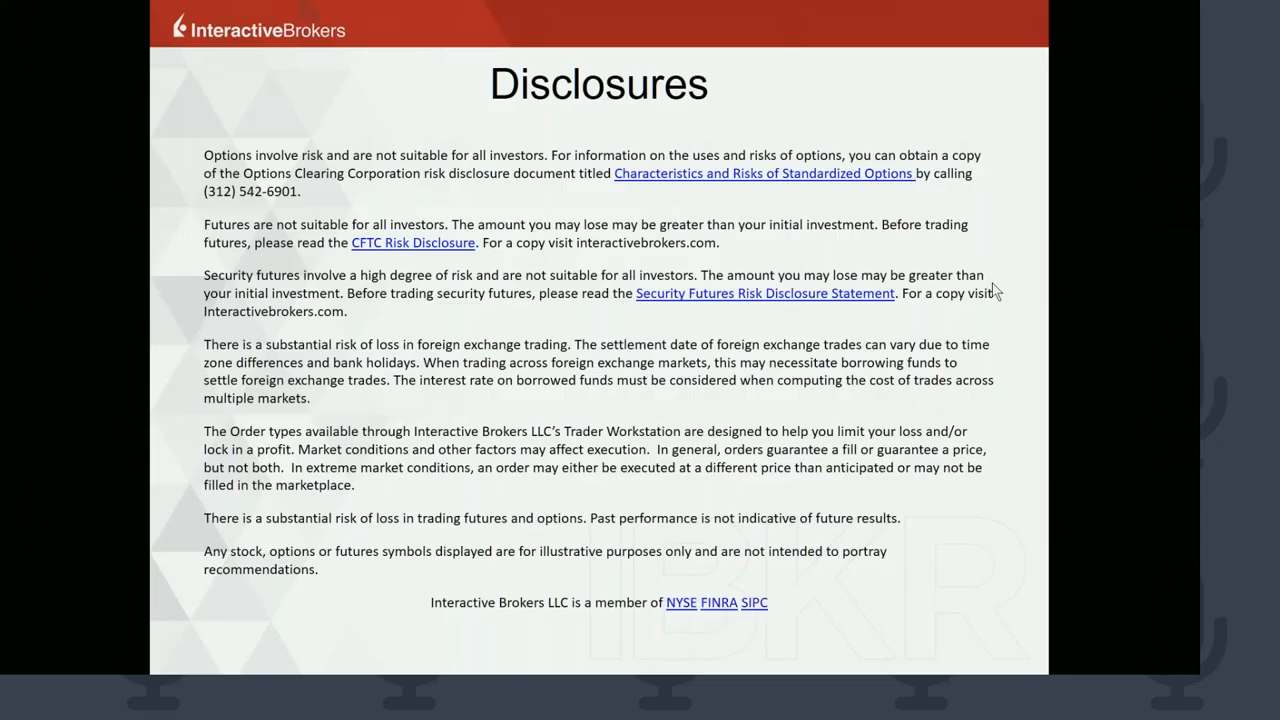 InteractiveBrokers
Disclosures
Options involve risk and are not suitable for all investors. For information on the uses and risks of options, you can obtain a copy
of the Options Clearing Corporation risk disclosure document titled Characteristics and Risks of Standardized Options by calling
(312) 542-6901.
Futures are not suitable for all investors. The amount you may lose may be greater than your initial investment. Before trading
futures, please read the CFTC Risk Disclosure. For a copy visit interactivebrokers.com.
Security futures involve a high degree of risk and are not suitable for all investors. The amount you may lose may be greater than
your initial investment. Before trading security futures, please read the Security Futures Risk Disclosure Statement. For a copy visit
Interactivebrokers.com.
There is a substantial risk of loss in foreign exchange trading. The settlement date of foreign exchange trades can vary due to time
zone differences and bank holidays. When trading across foreign exchange markets, this may necessitate borrowing funds to
settle foreign exchange trades. The interest rate on borrowed funds must be considered when computing the cost of trades across
multiple markets.
The Order types available through Interactive Brokers LLC’s Trader Workstation are designed to help you limit your loss and/or
lock in a profit. Market conditions and other factors may affect execution.  In general, orders guarantee a fill or guarantee a price,
but not both.  In extreme market conditions, an order may either be executed at a different price than anticipated or may not be
filled in the marketplace.
There is a substantial risk of loss in trading futures and options. Past performance is not indicative of future results.
Any stock, options or futures symbols displayed are for illustrative purposes only and are not intended to portray
recommendations.
Interactive Brokers LLC is a member of NYSE FINRA SIPC
IBKR